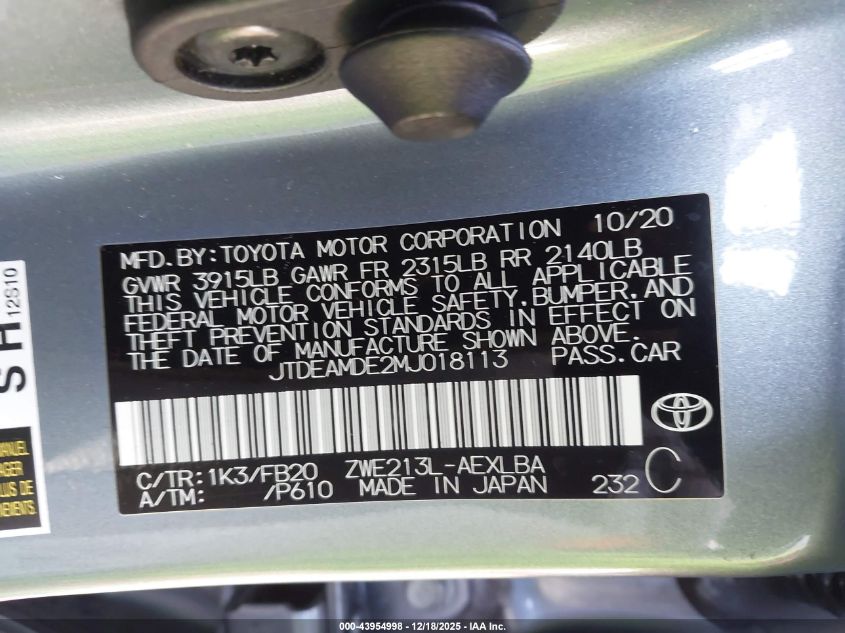 MFD.BY:TOYOTA MOTOR CORPORATION 10/20
GVWR 3915LB GAWR FR 2315LB RR 2140LB
THIS VEHICLE CONFORMS TO ALL APPLICABLE
FEDERAL MOTOR VEHICLE SAFETY,BUMPER,AND
THEFT PREVENTION STANDARDS IN EFFECT ON
THE DATE OF MANUFACTURE SHOWN ABOVE.
JTDEAMDE2MJ018113 PASS.CAR
C/TR:1K3/FB20 ZWE213L-AEXLBA
A/TM: /P610 MADE IN JAPAN 232 C
S H 12S10
MANUEL
000-43954998 | 12/18/2025 | IAA Inc.